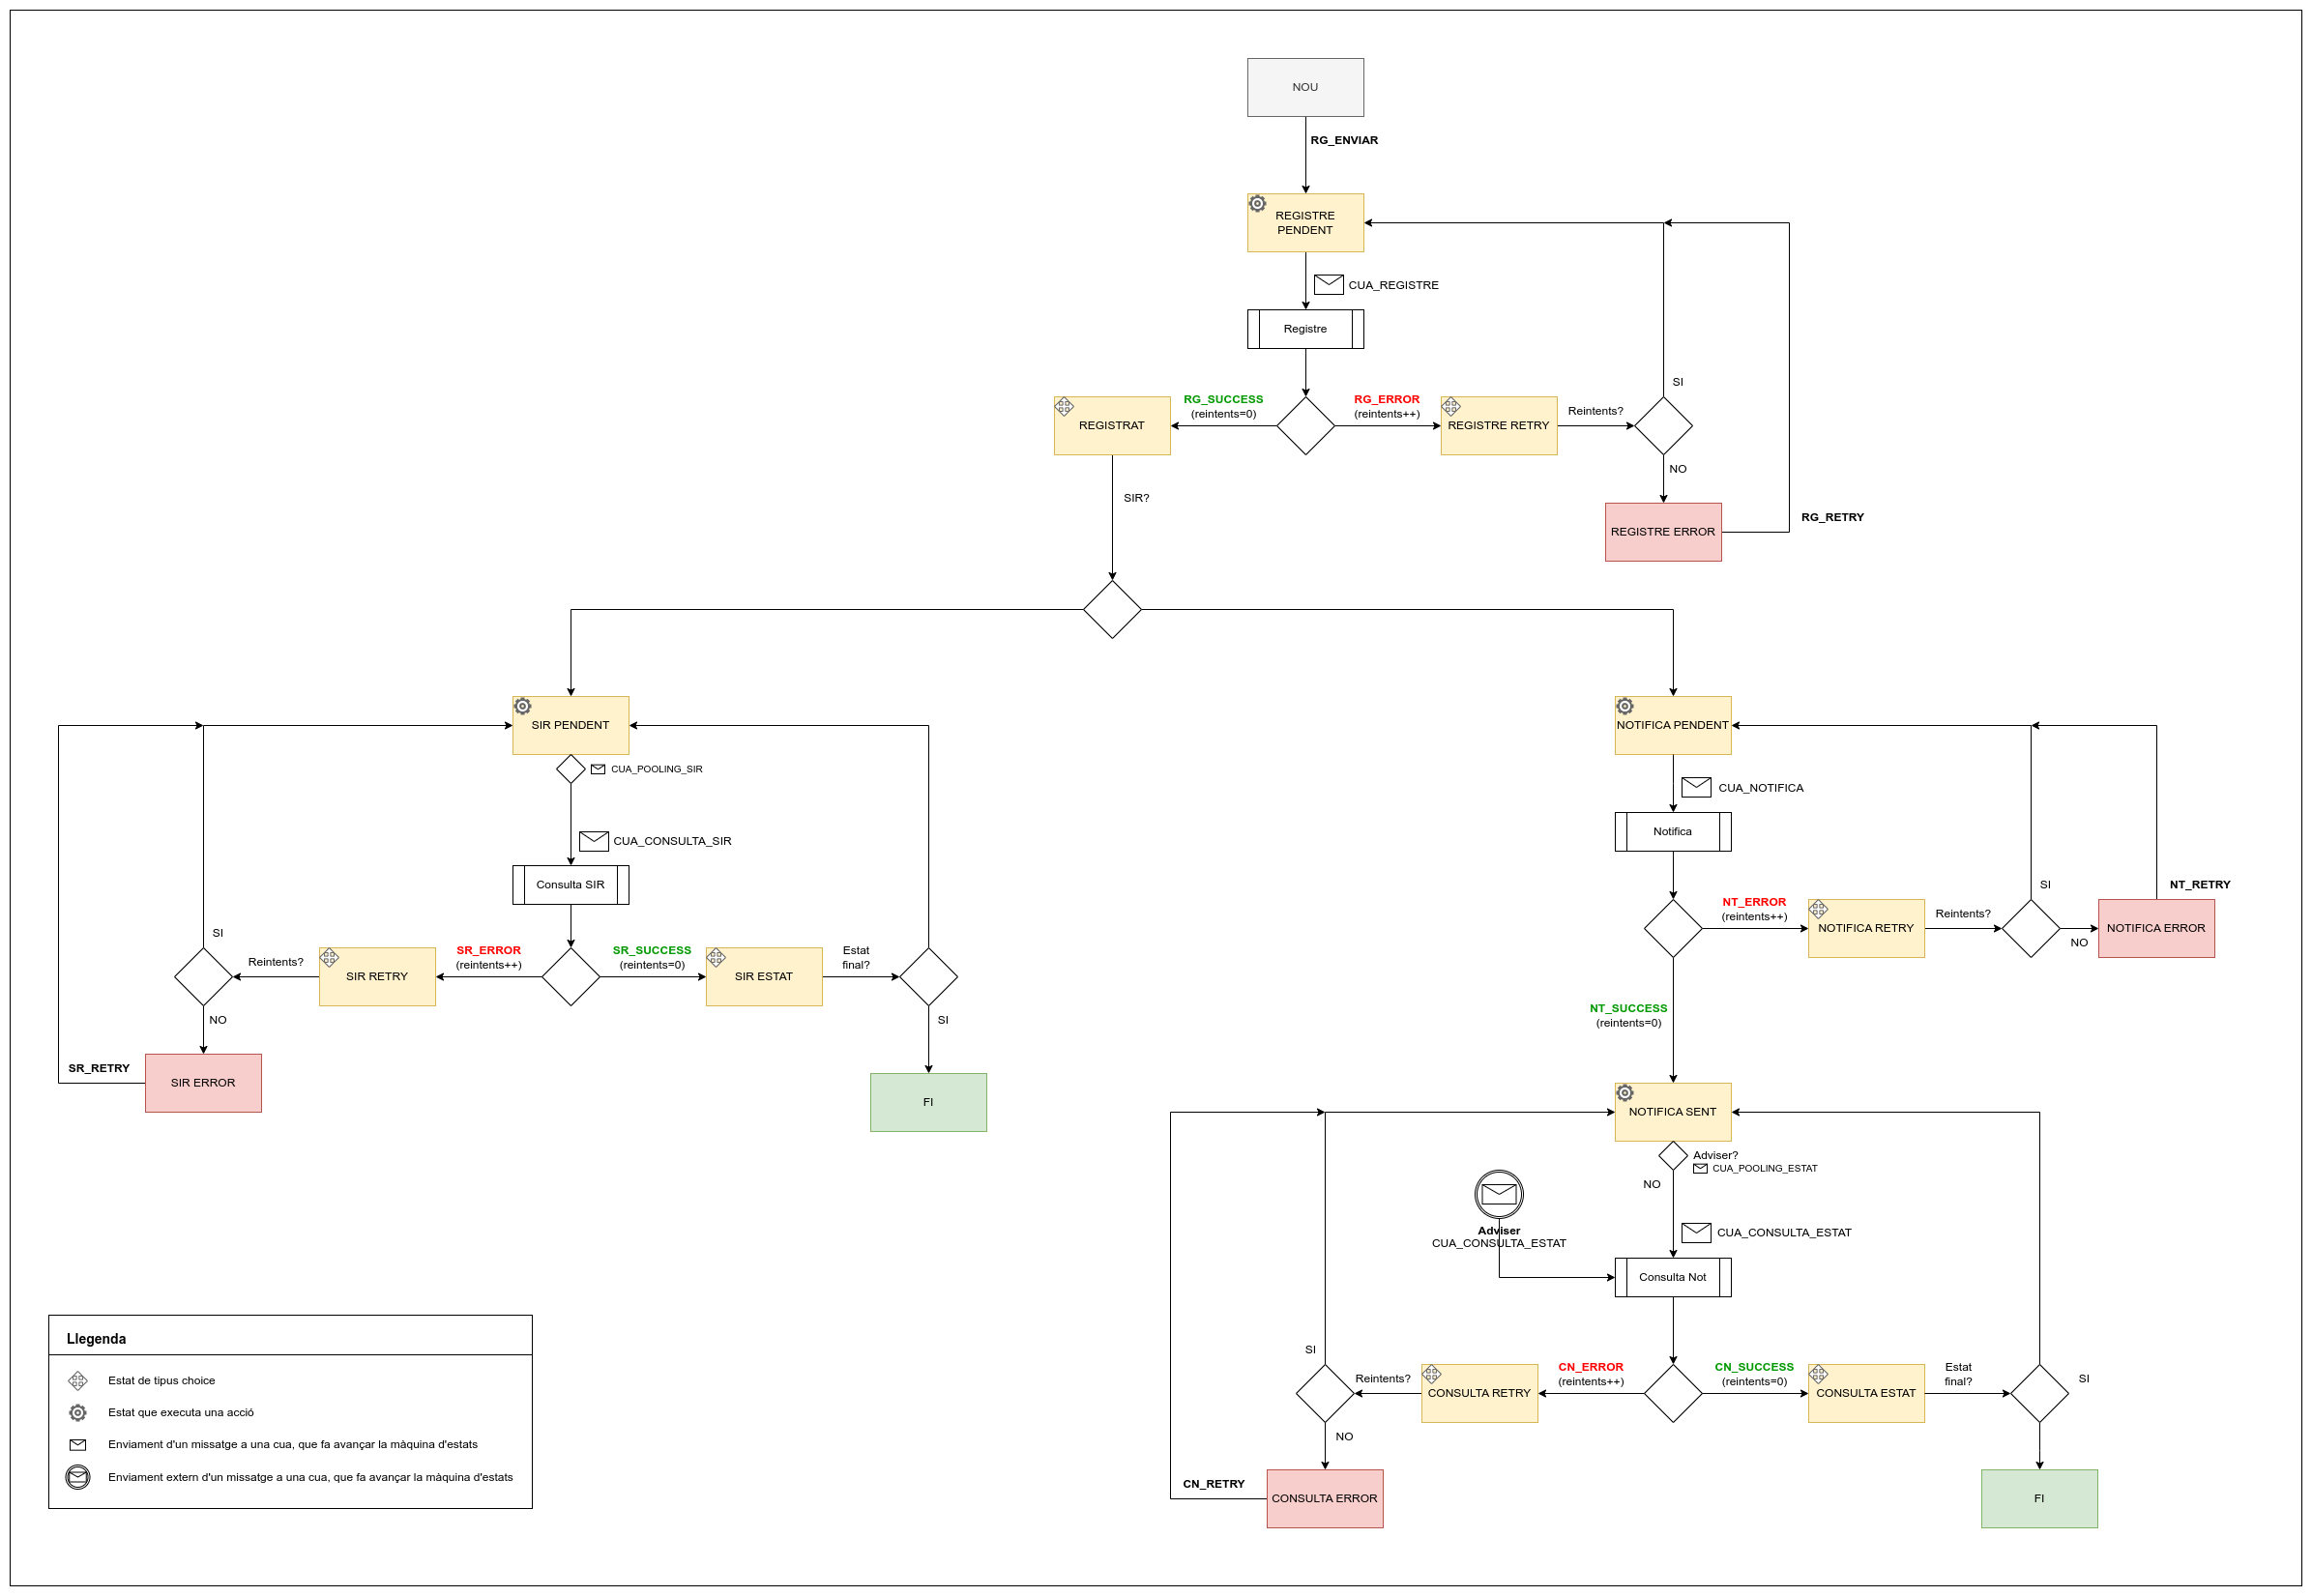 NOU
RG_ENVIAR
REGISTRE
PENDENT
CUA_REGISTRE
Registre
SI
RG_SUCCESS
(reintents=0)
RG_ERROR
(reintents++)
REGISTRAT
REGISTRE RETRY
Reintents?
NO
SIR?
REGISTRE ERROR
RG_RETRY
SIR PENDENT
CUA_POOLING_SIR
CUA_CONSULTA_SIR
Consulta SIR
SI
Reintents?
SIR RETRY
SR_ERROR
(reintents++)
SR_SUCCESS
(reintents=0)
SIR ESTAT
Estat
final?
NO
SI
SR_RETRY
SIR ERROR
FI
NOTIFICA PENDENT
CUA_NOTIFICA
Notifica
NT_ERROR
(reintents++)
NOTIFICA RETRY
Reintents?
SI
NO
NT_RETRY
NOTIFICA ERROR
NT_SUCCESS
(reintents=0)
NOTIFICA SENT
Adviser?
CUA_POOLING_ESTAT
NO
Adviser
CUA_CONSULTA_ESTAT
CUA_CONSULTA_ESTAT
Consulta Not
SI
Reintents?
CONSULTA RETRY
CN_ERROR
(reintents++)
CN_SUCCESS
(reintents=0)
CONSULTA ESTAT
Estat
final?
SI
NO
CN_RETRY
CONSULTA ERROR
FI
Llegenda
Estat de tipus choice
Estat que executa una acció
Enviament d'un missatge a una cua, que fa avançar la màquina d'estats
Enviament extern d'un missatge a una cua, que fa avançar la màquina d'estats